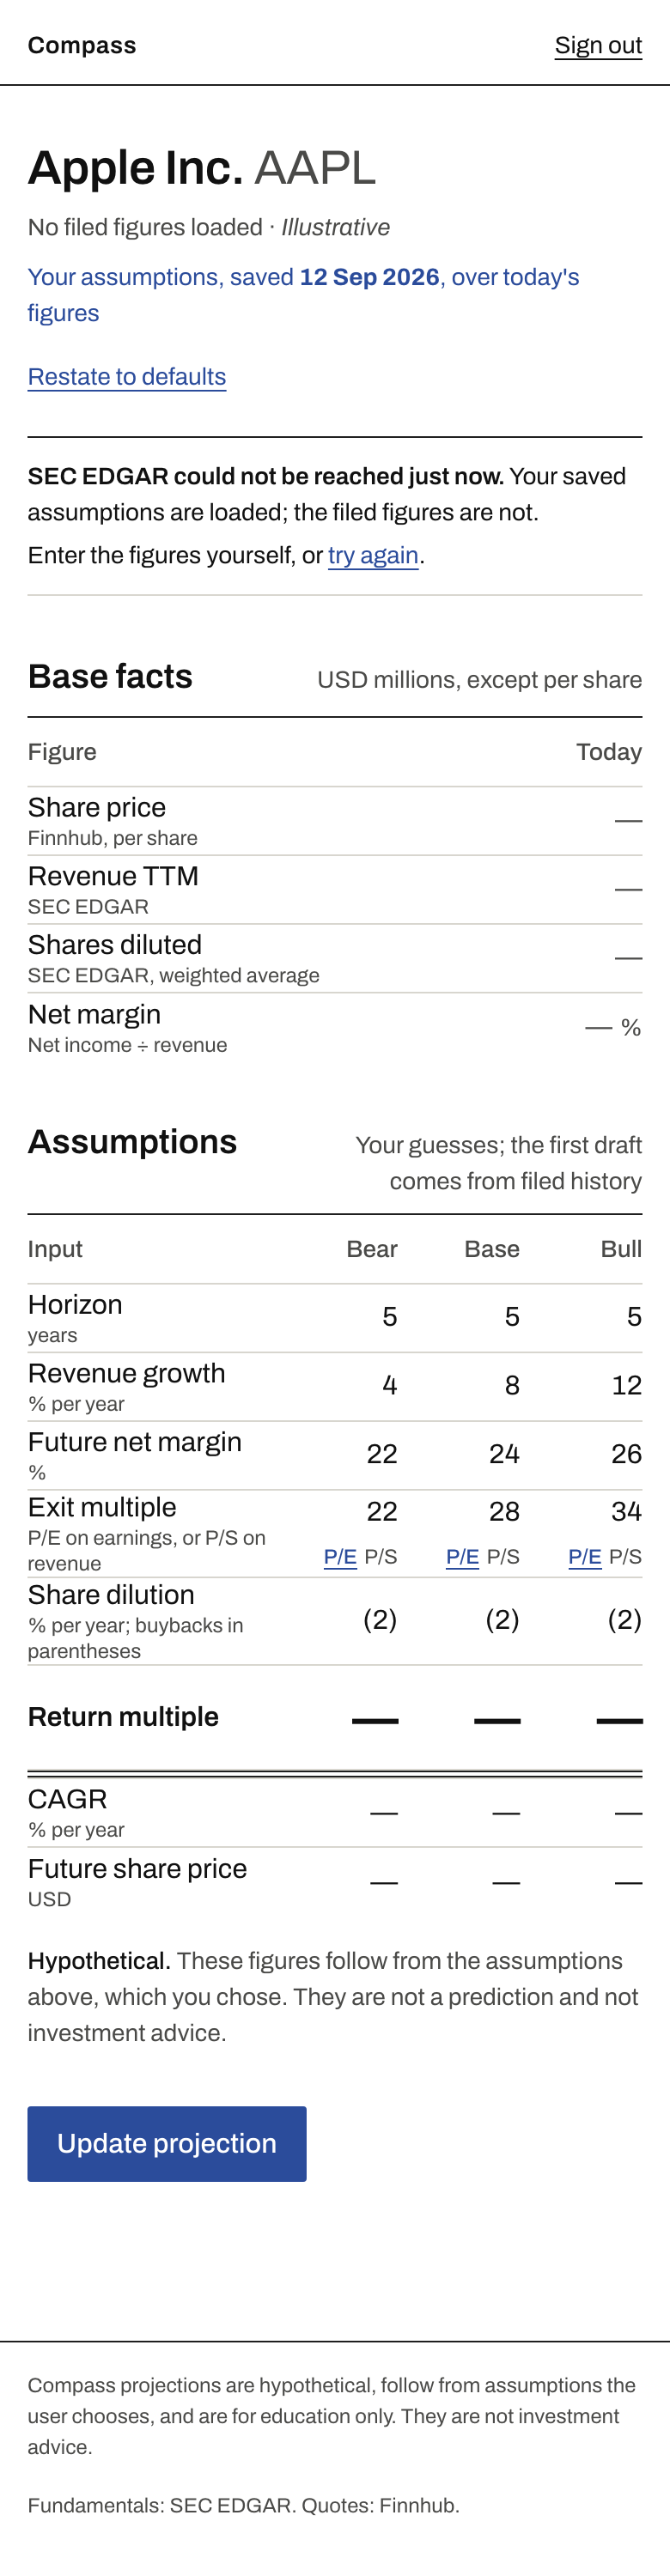 Compass
Sign out
Apple Inc. AAPL
No filed figures loaded · Illustrative
Your assumptions, saved 12 Sep 2026, over today's
figures
Restate to defaults
SEC EDGAR could not be reached just now. Your saved
assumptions are loaded; the filed figures are not.
Enter the figures yourself, or try again.
Base facts
USD millions, except per share
Figure Today
Share price —
Finnhub, per share
Revenue TTM —
SEC EDGAR
Shares diluted —
SEC EDGAR, weighted average
Net margin — %
Net income ÷ revenue
Assumptions
Your guesses; the first draft
comes from filed history
Input Bear Base Bull
Horizon 5 5 5
years
Revenue growth 4 8 12
% per year
Future net margin 22 24 26
%
Exit multiple 22 28 34
P/E on earnings, or P/S on
revenue
P/E P/S P/E P/S P/E P/S
Share dilution (2) (2) (2)
% per year; buybacks in
parentheses
Return multiple — — —
CAGR — — —
% per year
Future share price — — —
USD
Hypothetical. These figures follow from the assumptions
above, which you chose. They are not a prediction and not
investment advice.
Update projection
Compass projections are hypothetical, follow from assumptions the
user chooses, and are for education only. They are not investment
advice.
Fundamentals: SEC EDGAR. Quotes: Finnhub.